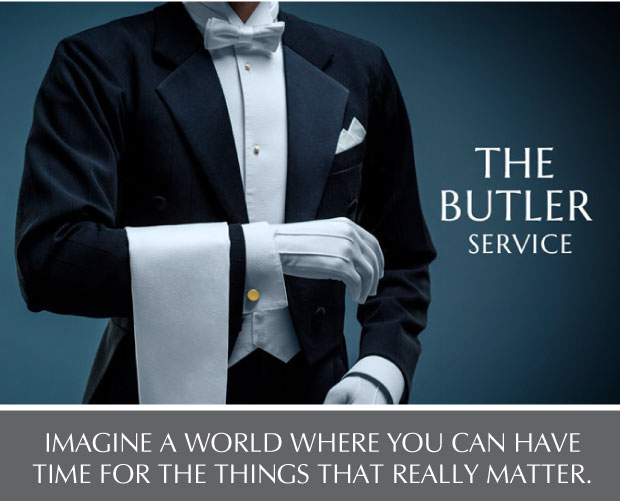 THE
BUTLER
SERVICE
IMAGINE A WORLD WHERE YOU CAN HAVE
TIME FOR THE THINGS THAT REALLY MATTER.